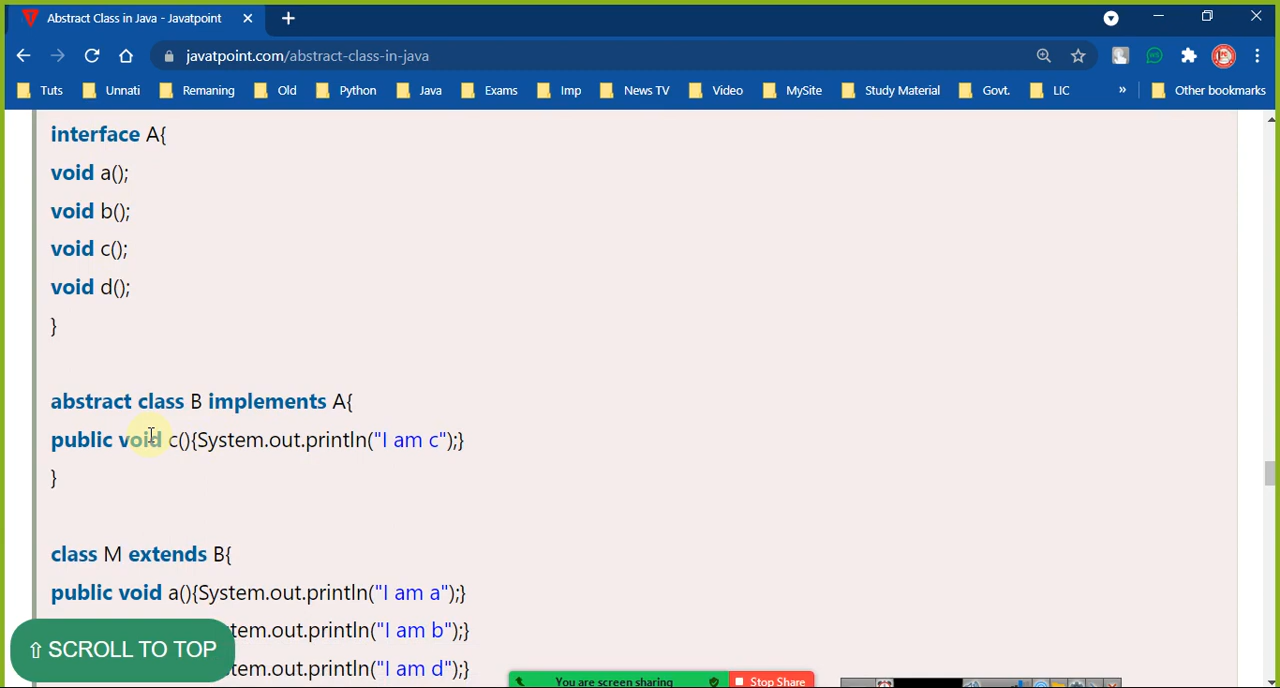 Abstract Class in Java - Javatpoint
javatpoint.com/abstract-class-in-java
Tuts Unnati Remaning Old Python Java Exams Imp News TV Video MySite Study Material Govt. LIC » Other bookmarks
interface A{
void a();
void b();
void c();
void d();
}
abstract class B implements A{
public void c(){System.out.println("I am c");}
}
class M extends B{
public void a(){System.out.println("I am a");}
tem.out.println("I am b");}
⇧ SCROLL TO TOP
tem.out.println("I am d");}
You are screen sharing Stop Share